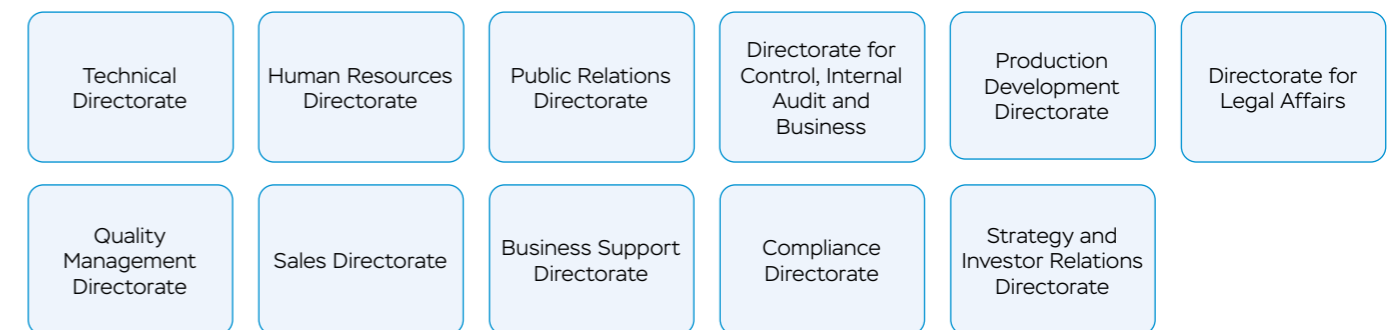 Technical
Directorate
Human Resources
Directorate
Public Relations
Directorate
Directorate for
Control, Internal
Audit and
Business
Production
Development
Directorate
Directorate for
Legal Affairs
Quality
Management
Directorate
Sales Directorate
Business Support
Directorate
Compliance
Directorate
Strategy and
Investor Relations
Directorate